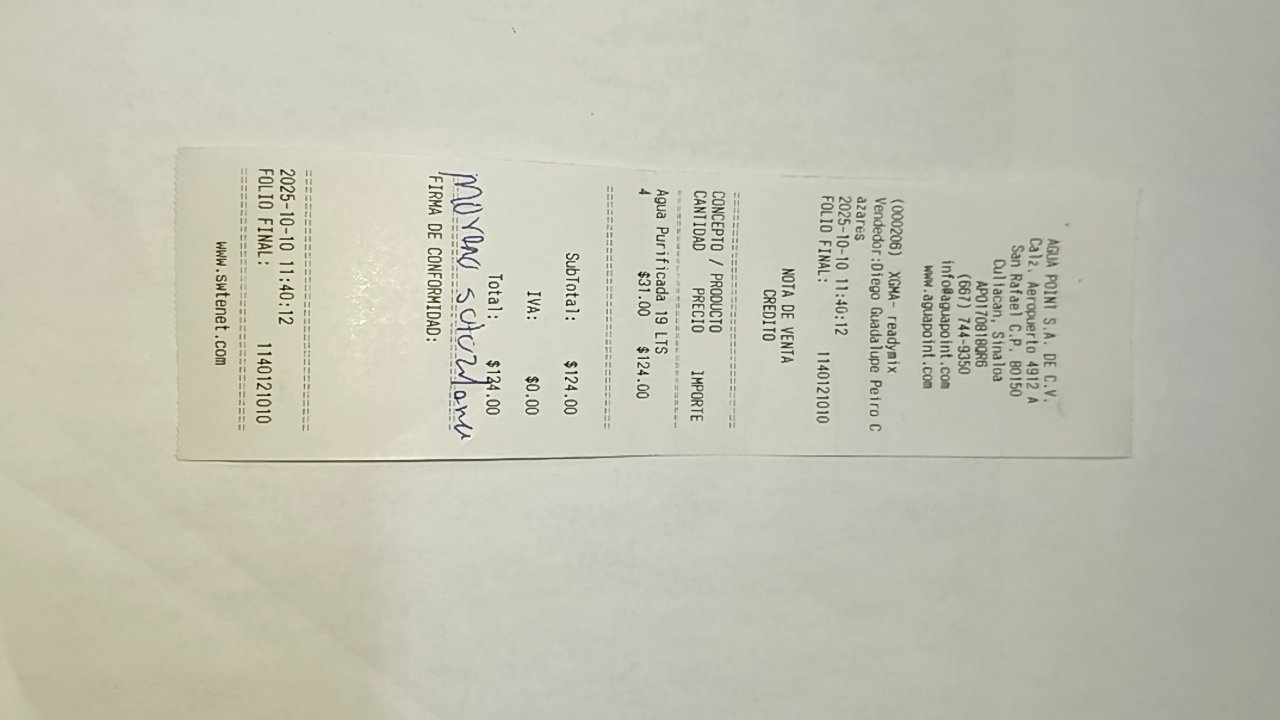 AGUA POINT S.A. DE C.V.
Calz. Aeropuerto 4912 A
San Rafael C.P. 80150
Culiacan, Sinaloa
APO170818QR6
(667) 744-9350
info@aguapoint.com
www.aguapoint.com
(000206) XGMA- readymix
Vendedor:Diego Guadalupe Peiro C
azares
2025-10-10 11:40:12
FOLIO FINAL: 1140121010
NOTA DE VENTA
CREDITO
CONCEPTO / PRODUCTO
CANTIDAD PRECIO IMPORTE
Agua Purificada 19 LTS
4 $31.00 $124.00
SubTotal: $124.00
IVA: $0.00
Total: $124.00
FIRMA DE CONFORMIDAD:
2025-10-10 11:40:12
FOLIO FINAL: 1140121010
www.swtenet.com